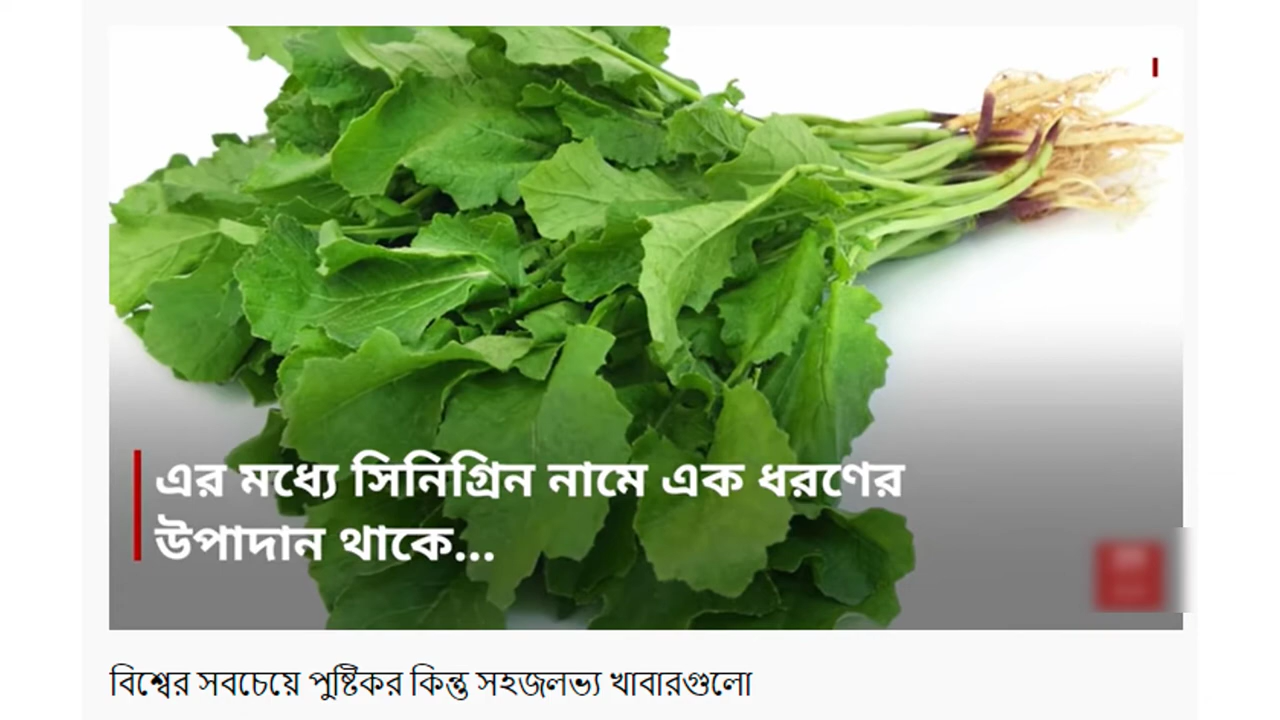 এর মধ্যে সিনিগ্রিন নামে এক ধরণের
উপাদান থাকে...
বিশ্বের সবচেয়ে পুষ্টিকর কিন্তু সহজলভ্য খাবারগুলো